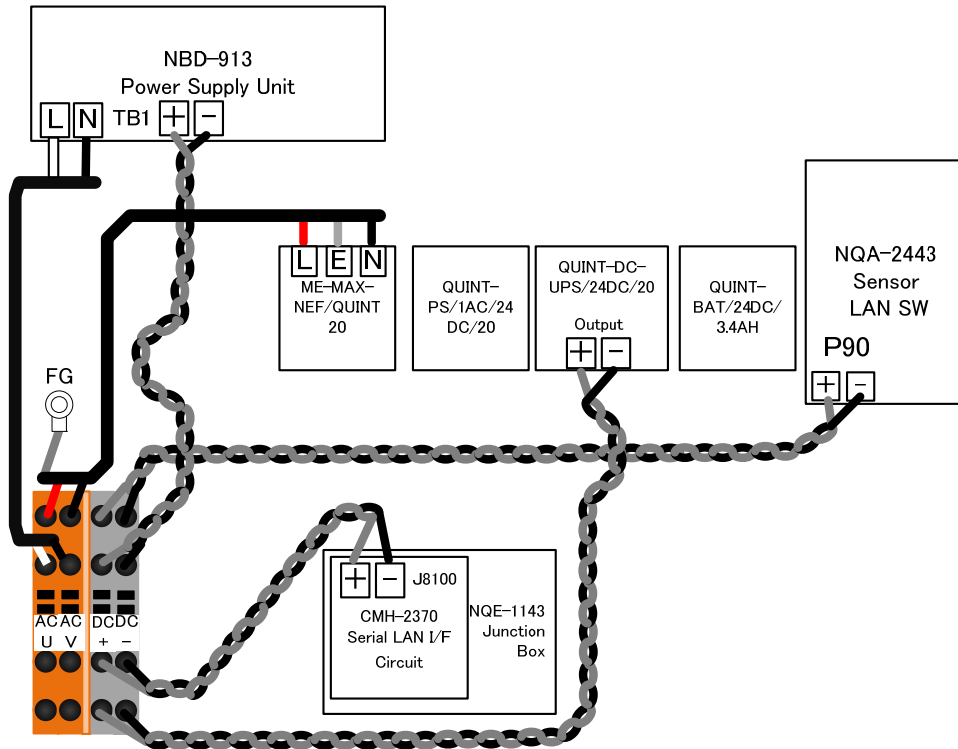 NBD-913
Power Supply Unit
L N TB1 + -
L E N
ME-MAX-
NEF/QUINT
20
QUINT-
PS/1AC/24
DC/20
QUINT-DC-
UPS/24DC/20
Output
+ -
QUINT-
BAT/24DC/
3.4AH
NQA-2443
Sensor
LAN SW
P90
+ -
FG
+ - J8100
CMH-2370
Serial LAN I/F
Circuit
NQE-1143
Junction
Box
AC AC DC DC
U V + -